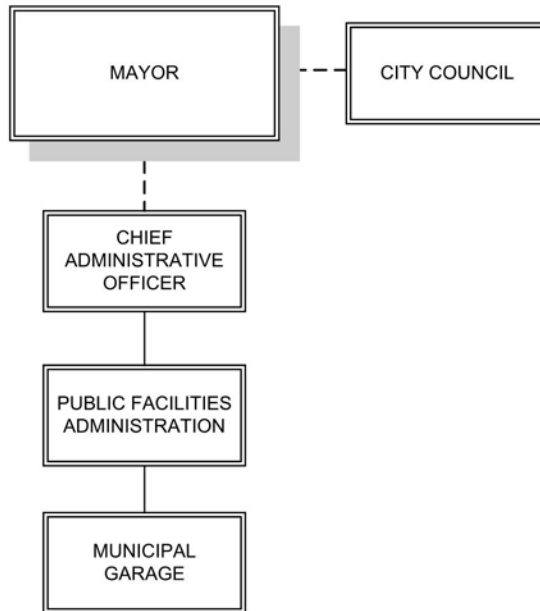 MAYOR
CITY COUNCIL
CHIEF
ADMINISTRATIVE
OFFICER
PUBLIC FACILITIES
ADMINISTRATION
MUNICIPAL
GARAGE